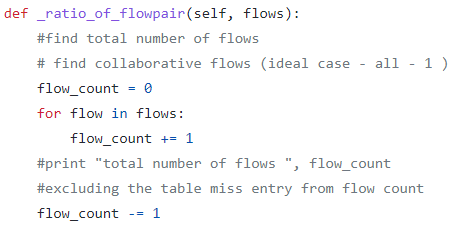 def _ratio_of_flowpair(self, flows):
    #find total number of flows
    # find collaborative flows (ideal case - all - 1 )
    flow_count = 0
    for flow in flows:
        flow_count += 1
    #print "total number of flows ", flow_count
    #excluding the table miss entry from flow count
    flow_count -= 1